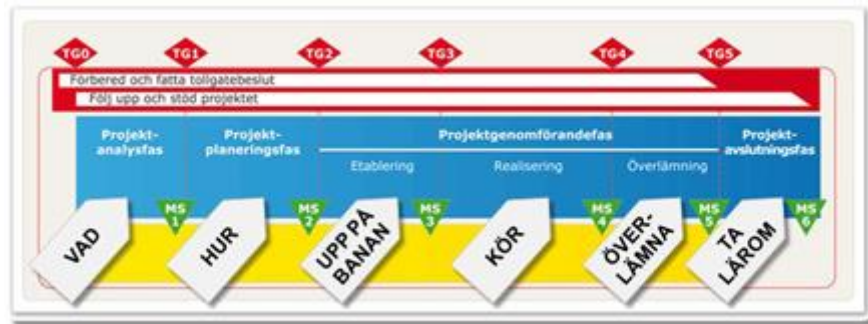 TG0 TG1 TG2 TG3 TG4 TG5
Förbered och fatta tollgatebeslut
Följ upp och stöd projektet
Projekt-
analysfas
Projekt-
planeringsfas
Projektgenomförandefas
Etablering Realisering Överlämning
Projekt-
avslutningsfas
MS
1
MS
2
MS
3
MS
4
MS
5
MS
6
VAD
HUR
UPP PÅ
BANAN
KÖR
ÖVER-
LÄMNA
TA
LÄROM